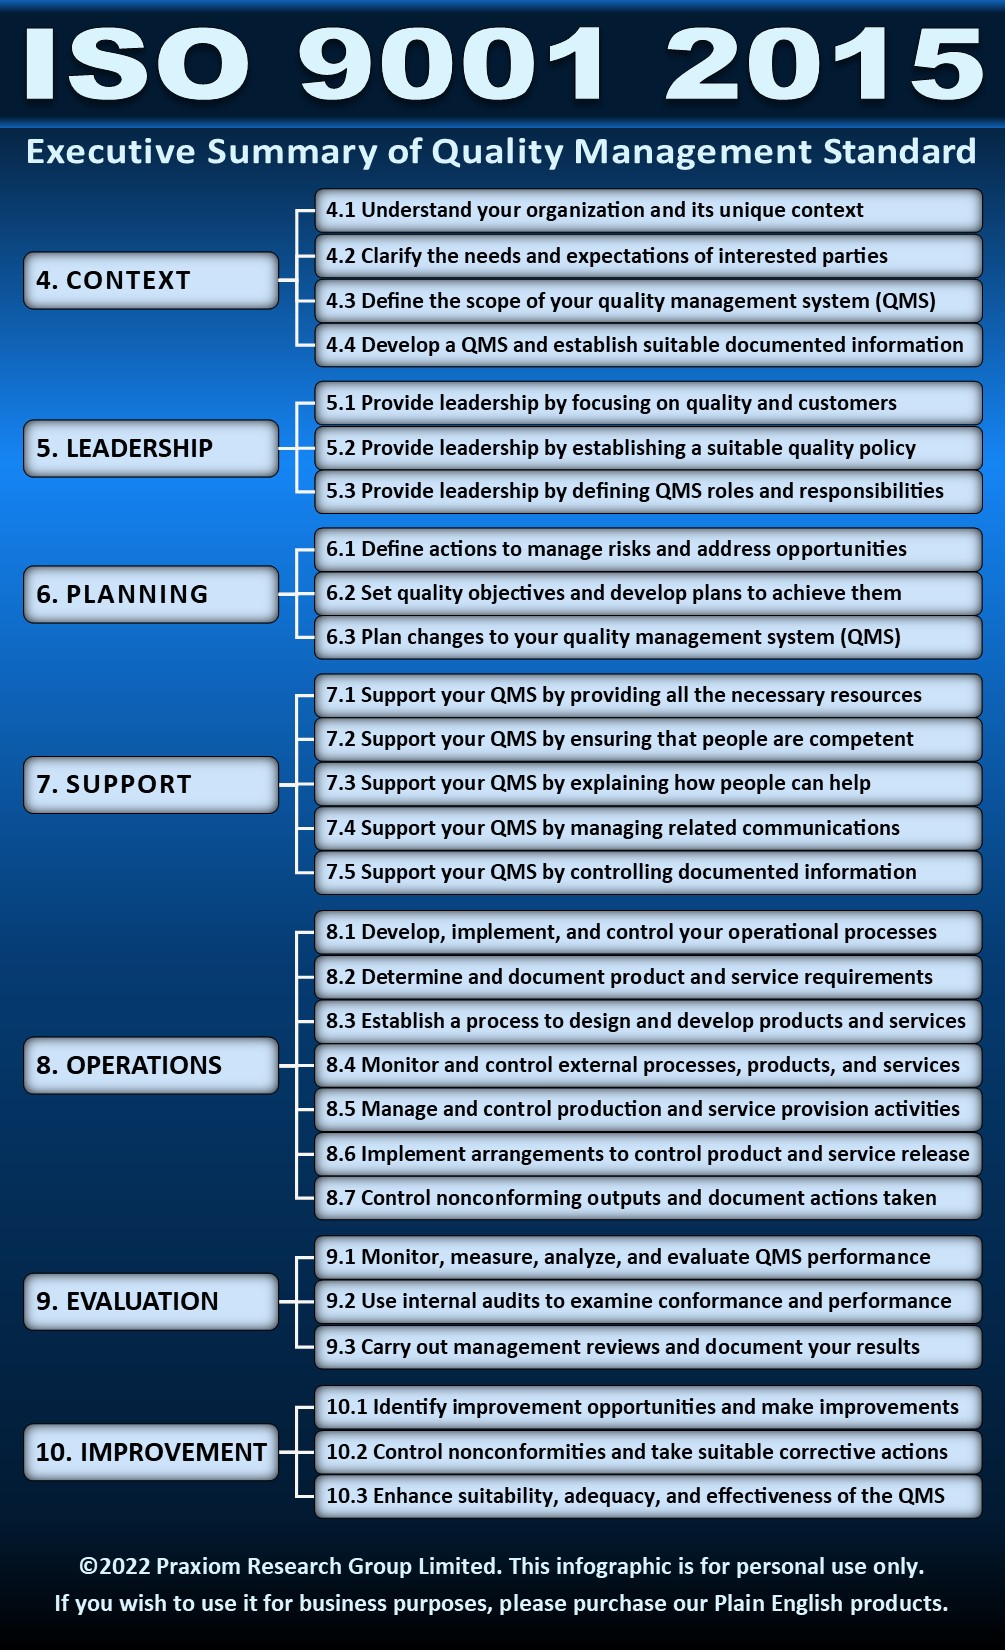 ISO 9001 2015
Executive Summary of Quality Management Standard
4. CONTEXT
4.1 Understand your organization and its unique context
4.2 Clarify the needs and expectations of interested parties
4.3 Define the scope of your quality management system (QMS)
4.4 Develop a QMS and establish suitable documented information
5. LEADERSHIP
5.1 Provide leadership by focusing on quality and customers
5.2 Provide leadership by establishing a suitable quality policy
5.3 Provide leadership by defining QMS roles and responsibilities
6. PLANNING
6.1 Define actions to manage risks and address opportunities
6.2 Set quality objectives and develop plans to achieve them
6.3 Plan changes to your quality management system (QMS)
7. SUPPORT
7.1 Support your QMS by providing all the necessary resources
7.2 Support your QMS by ensuring that people are competent
7.3 Support your QMS by explaining how people can help
7.4 Support your QMS by managing related communications
7.5 Support your QMS by controlling documented information
8. OPERATIONS
8.1 Develop, implement, and control your operational processes
8.2 Determine and document product and service requirements
8.3 Establish a process to design and develop products and services
8.4 Monitor and control external processes, products, and services
8.5 Manage and control production and service provision activities
8.6 Implement arrangements to control product and service release
8.7 Control nonconforming outputs and document actions taken
9. EVALUATION
9.1 Monitor, measure, analyze, and evaluate QMS performance
9.2 Use internal audits to examine conformance and performance
9.3 Carry out management reviews and document your results
10. IMPROVEMENT
10.1 Identify improvement opportunities and make improvements
10.2 Control nonconformities and take suitable corrective actions
10.3 Enhance suitability, adequacy, and effectiveness of the QMS
©2022 Praxiom Research Group Limited. This infographic is for personal use only.
If you wish to use it for business purposes, please purchase our Plain English products.